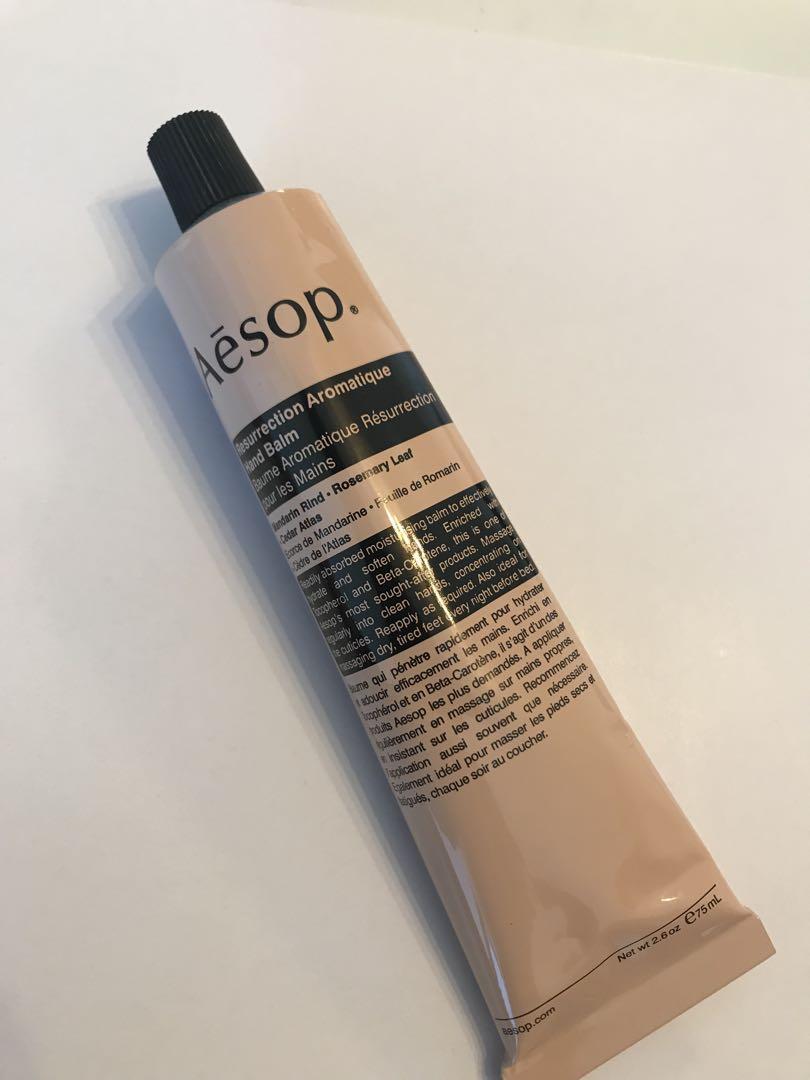 Aēsop.®
Resurrection Aromatique
Hand Balm
Baume Aromatique Résurrection
pour les Mains
Mandarin Rind • Rosemary Leaf
Cedar Atlas
Ecorce de Mandarine • Feuille de Romarin
Cèdre de l'Atlas
Readily absorbed moisturising balm to effectively
hydrate and soften hands. Enriched
Tocopherol and Beta-Carotene, this is one
Aesop's most sought-after products. Massage
regularly into clean hands, concentrating
the cuticles. Reapply as required. Also ideal for
massaging dry, tired feet every night before bed.
Baume qui pénètre rapidement pour hydrater
et adoucir efficacement les mains. Enrichi en
Tocophérol et en Beta-Carotène, il s'agit d'un des
produits Aesop les plus demandés. A appliquer
régulièrement en massage sur mains propres,
en insistant sur les cuticules. Recommencez
l'application aussi souvent que nécessaire.
Egalement idéal pour masser les pieds secs et
fatigués, chaque soir au coucher.
Net wt 2.6 oz ℮75 mL
aesop.com